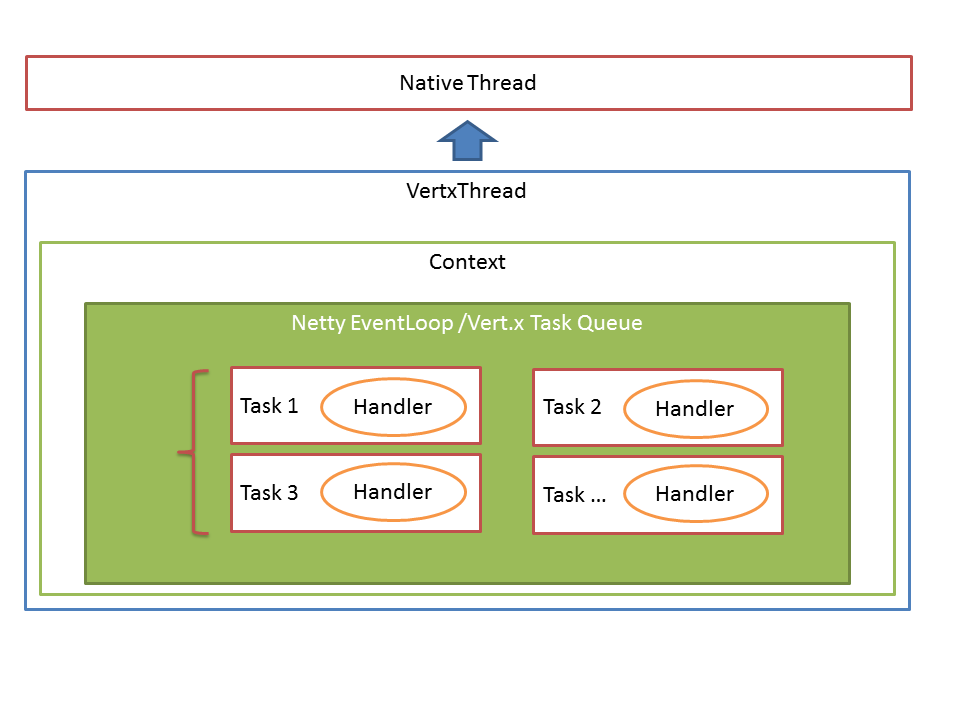 Native Thread
VertxThread
Context
Netty EventLoop /Vert.x Task Queue
Task 1 Handler
Task 2 Handler
Task 3 Handler
Task ... Handler